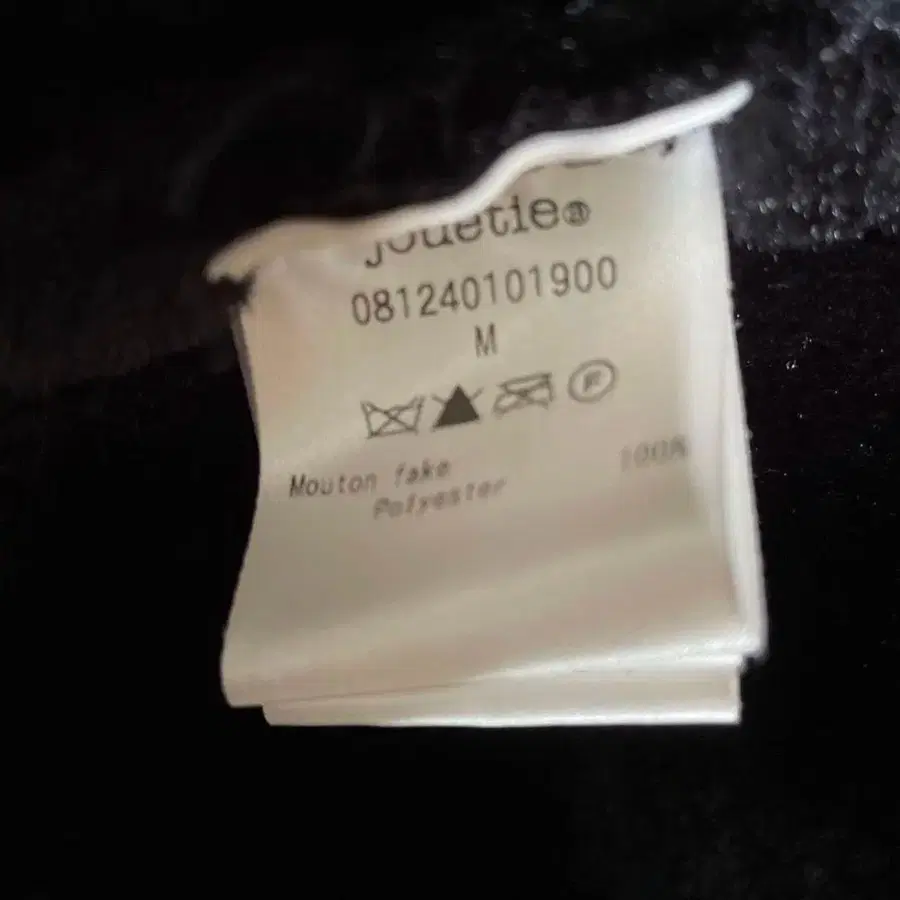 jouetie®
081240101900
M
F
Mouton fake
Polyester 100%